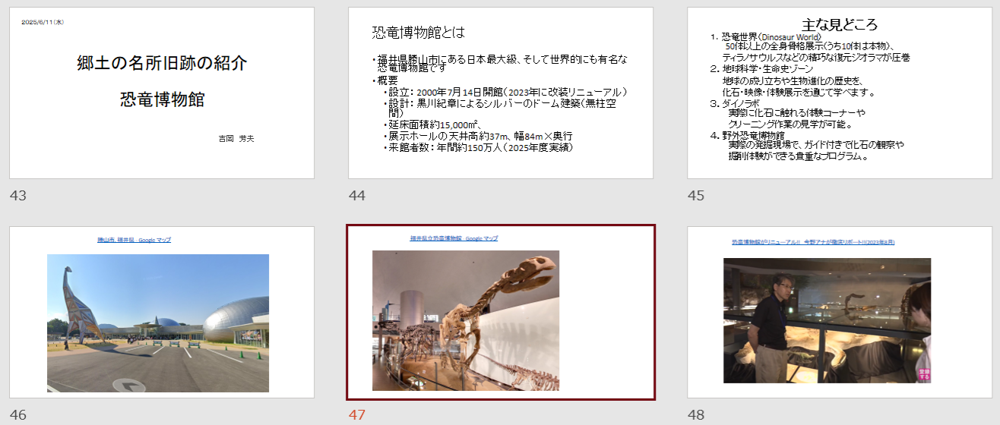 2025/6/11(水)
郷土の名所旧跡の紹介
恐竜博物館
吉岡 芳夫
43
恐竜博物館とは
・福井県勝山市にある日本最大級、そして世界的にも有名な
恐竜博物館です
・概要
・設立：2000年7月14日開館（2023年に改装リニューアル）
・設計：黒川紀章によるシルバーのドーム建築（無柱空
間）
・延床面積約15,000㎡、
・展示ホールの天井高約37m、幅84m×奥行
・来館者数：年間約150万人（2025年度実績）
44
主な見どころ
1. 恐竜世界（Dinosaur World）
50体以上の全身骨格展示（うち10体は本物）、
ティラノサウルスなどの精巧な復元ジオラマが圧巻
2. 地球科学・生命史ゾーン
地球の成り立ちや生物進化の歴史を、
化石・映像・体験展示を通じて学べます。
3. ダイノラボ
実際に化石に触れる体験コーナーや
クリーニング作業の見学が可能。
4. 野外恐竜博物館
実際の発掘現場で、ガイド付きで化石の観察や
掘削体験ができる貴重なプログラム。
45
勝山市, 福井県 - Google マップ
46
福井県立恐竜博物館 - Google マップ
47
恐竜博物館がリニューアル!! 今野アナが徹底リポート!!(2023年8月)
登録
する
48